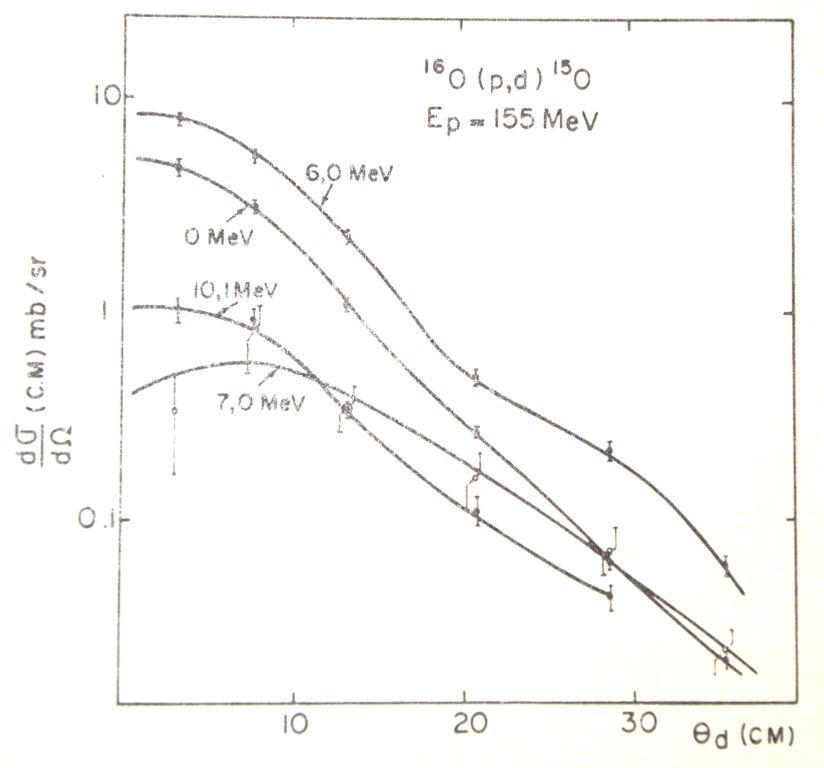 ¹⁶O (p,d) ¹⁵O
Ep = 155 MeV
10
6,0 MeV
0 MeV
10,1 MeV
1
7,0 MeV
0.1
dσ/dΩ (C.M) mb/sr
10
20
30
θd (CM)